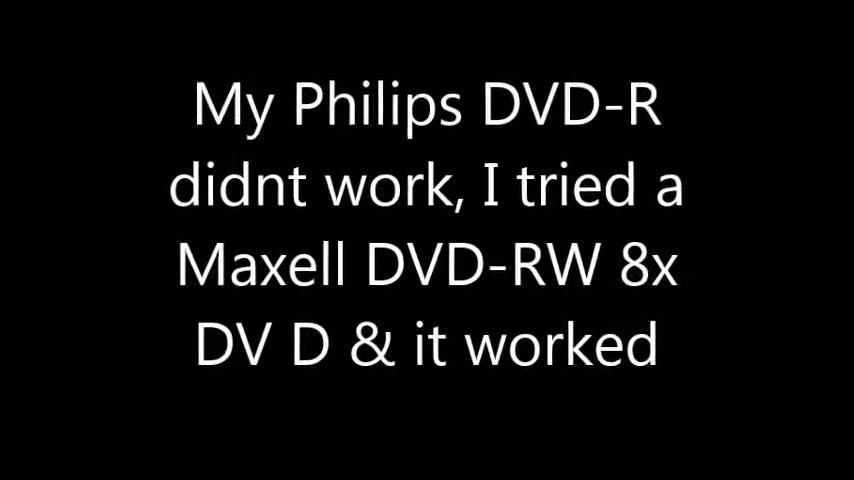 My Philips DVD-R
didnt work, I tried a
Maxell DVD-RW 8x
DV D & it worked